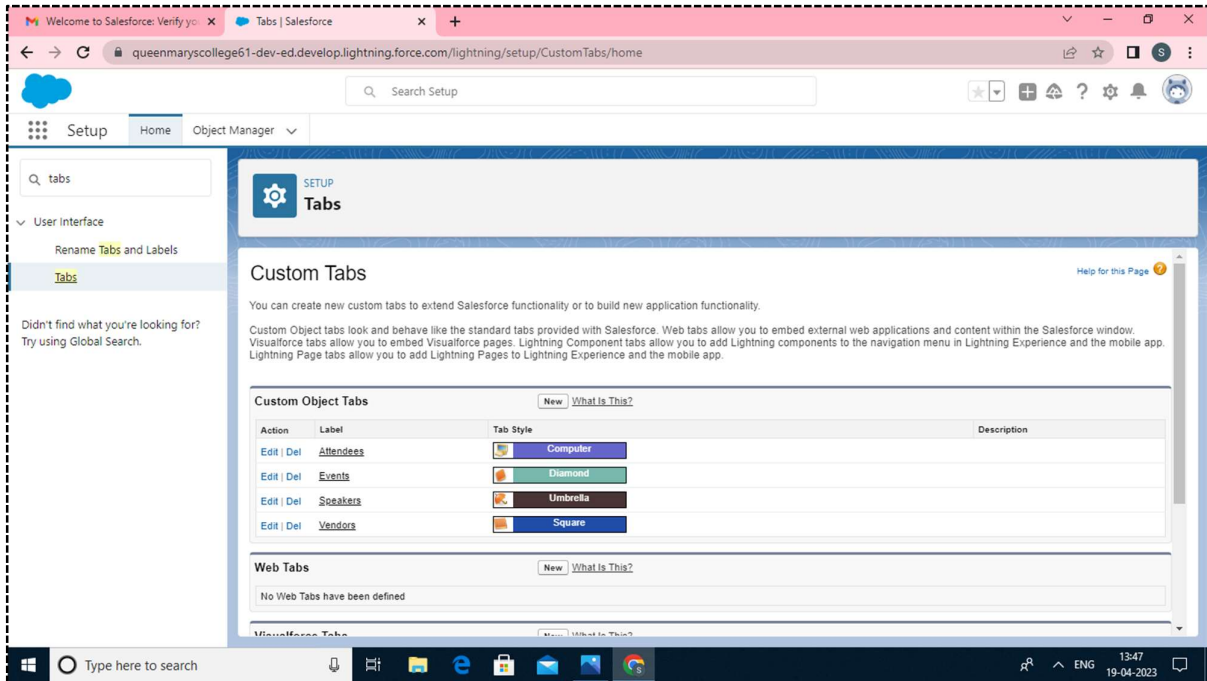 Welcome to Salesforce: Verify yo
Tabs | Salesforce
queenmaryscollege61-dev-ed.develop.lightning.force.com/lightning/setup/CustomTabs/home
S
Search Setup
Setup
Home
Object Manager
tabs
User Interface
Rename Tabs and Labels
Tabs
Didn't find what you're looking for?
Try using Global Search.
SETUP
Tabs
Custom Tabs
Help for this Page
You can create new custom tabs to extend Salesforce functionality or to build new application functionality.
Custom Object tabs look and behave like the standard tabs provided with Salesforce. Web tabs allow you to embed external web applications and content within the Salesforce window.
Visualforce tabs allow you to embed Visualforce pages. Lightning Component tabs allow you to add Lightning components to the navigation menu in Lightning Experience and the mobile app.
Lightning Page tabs allow you to add Lightning Pages to Lightning Experience and the mobile app.
Custom Object Tabs New What Is This?
Action Label Tab Style Description
Edit | Del Attendees Computer
Edit | Del Events Diamond
Edit | Del Speakers Umbrella
Edit | Del Vendors Square
Web Tabs New What Is This?
No Web Tabs have been defined
Visualforce Tabs New What Is This?
Type here to search
ENG
13:47
19-04-2023